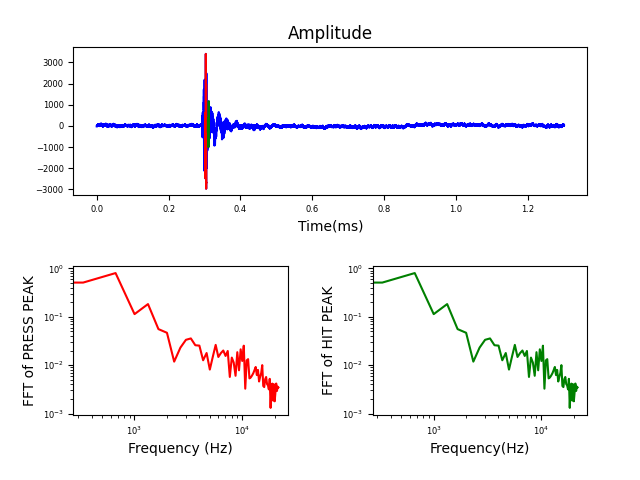 Amplitude
3000
2000
1000
0
−1000
−2000
−3000
0.0 0.2 0.4 0.6 0.8 1.0 1.2
Time(ms)
FFT of PRESS PEAK
10⁰
10⁻¹
10⁻²
10⁻³
10³ 10⁴
Frequency (Hz)
FFT of HIT PEAK
10⁰
10⁻¹
10⁻²
10⁻³
10³ 10⁴
Frequency(Hz)